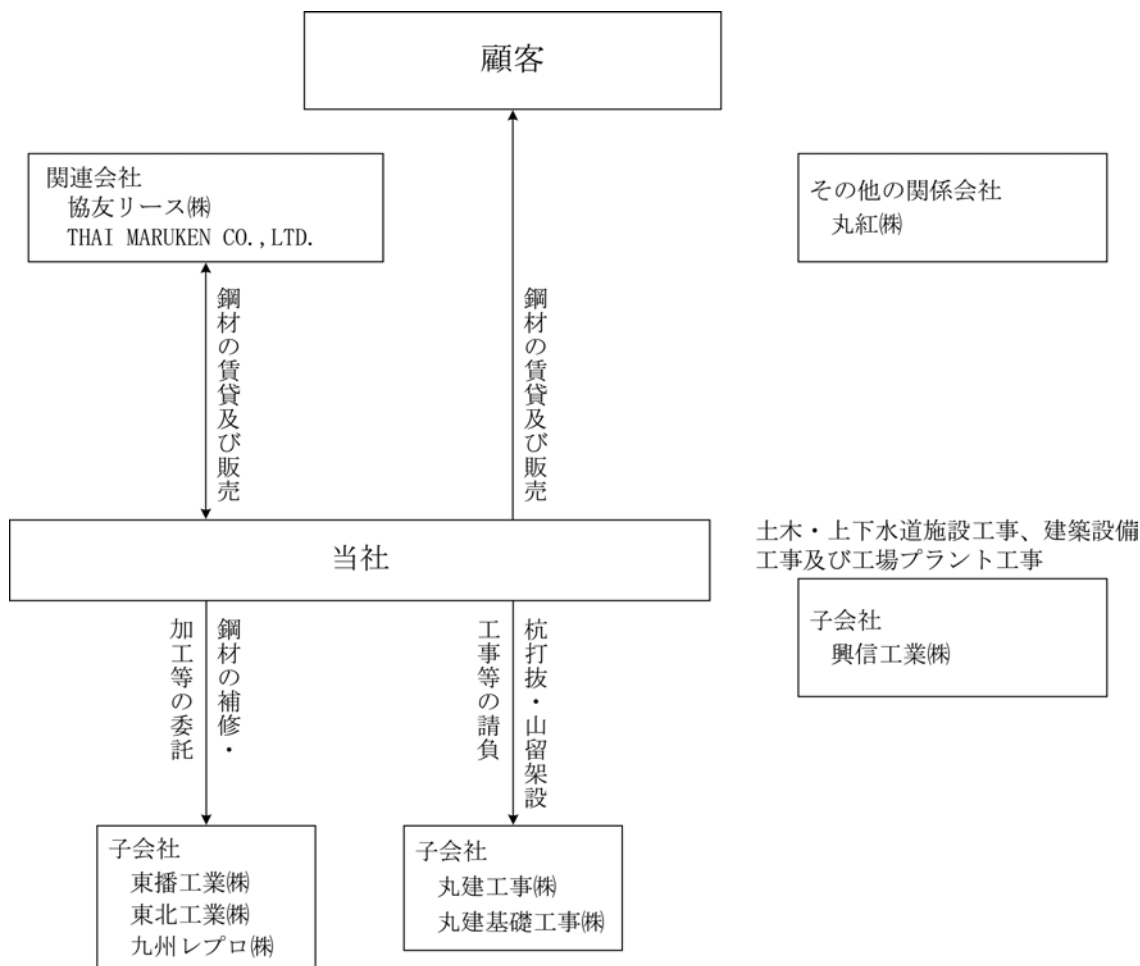 顧客
関連会社
協友リース㈱
THAI MARUKEN CO.,LTD.
その他の関係会社
丸紅㈱
鋼材の賃貸及び販売
鋼材の賃貸及び販売
当社
土木・上下水道施設工事、建築設備
工事及び工場プラント工事
子会社
興信工業㈱
鋼材の補修・
加工等の委託
杭打抜・山留架設
工事等の請負
子会社
東播工業㈱
東北工業㈱
九州レプロ㈱
子会社
丸建工事㈱
丸建基礎工事㈱